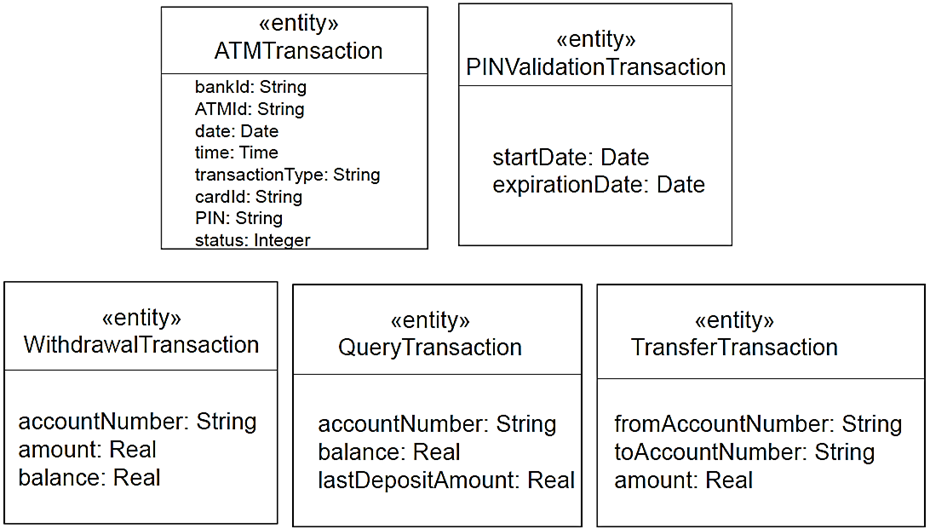 «entity»
ATMTransaction
bankId: String
ATMId: String
date: Date
time: Time
transactionType: String
cardId: String
PIN: String
status: Integer
«entity»
PINValidationTransaction
startDate: Date
expirationDate: Date
«entity»
WithdrawalTransaction
accountNumber: String
amount: Real
balance: Real
«entity»
QueryTransaction
accountNumber: String
balance: Real
lastDepositAmount: Real
«entity»
TransferTransaction
fromAccountNumber: String
toAccountNumber: String
amount: Real